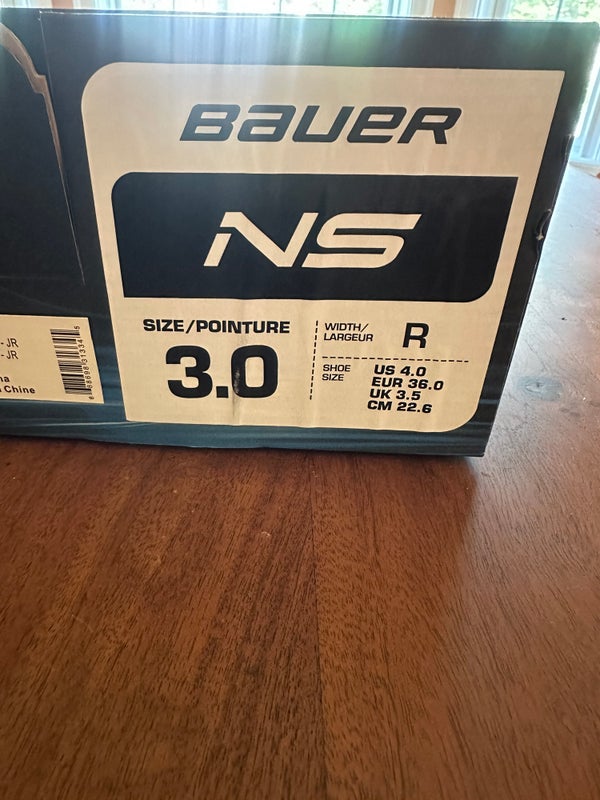 BAUER
NS
SIZE/POINTURE
3.0
WIDTH/
LARGEUR
R
SHOE
SIZE
US 4.0
EUR 36.0
UK 3.5
CM 22.6
- JR
- JR
Chine